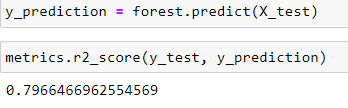 y_prediction = forest.predict(X_test)
metrics.r2_score(y_test, y_prediction)
0.7966466962554569